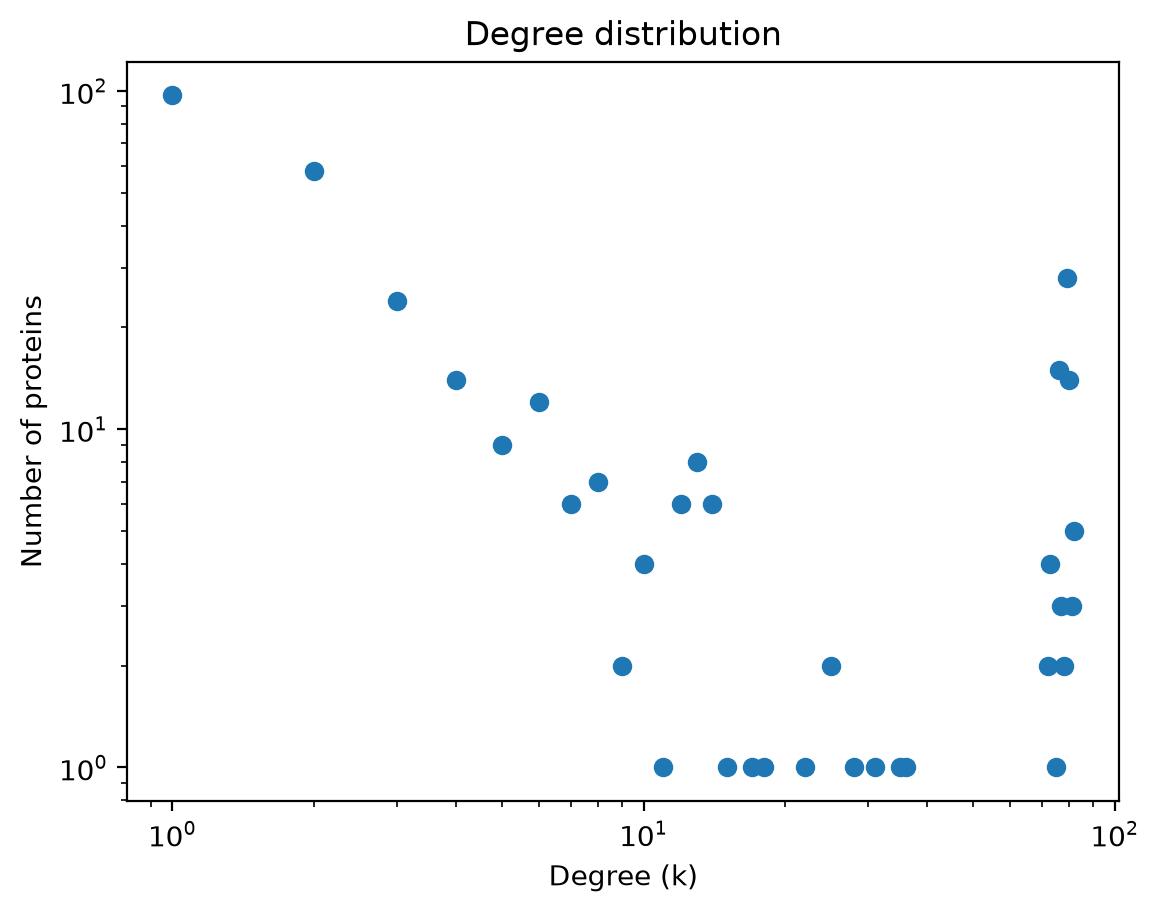 Degree distribution
Number of proteins
10²
10¹
10⁰
10⁰ 10¹ 10²
Degree (k)